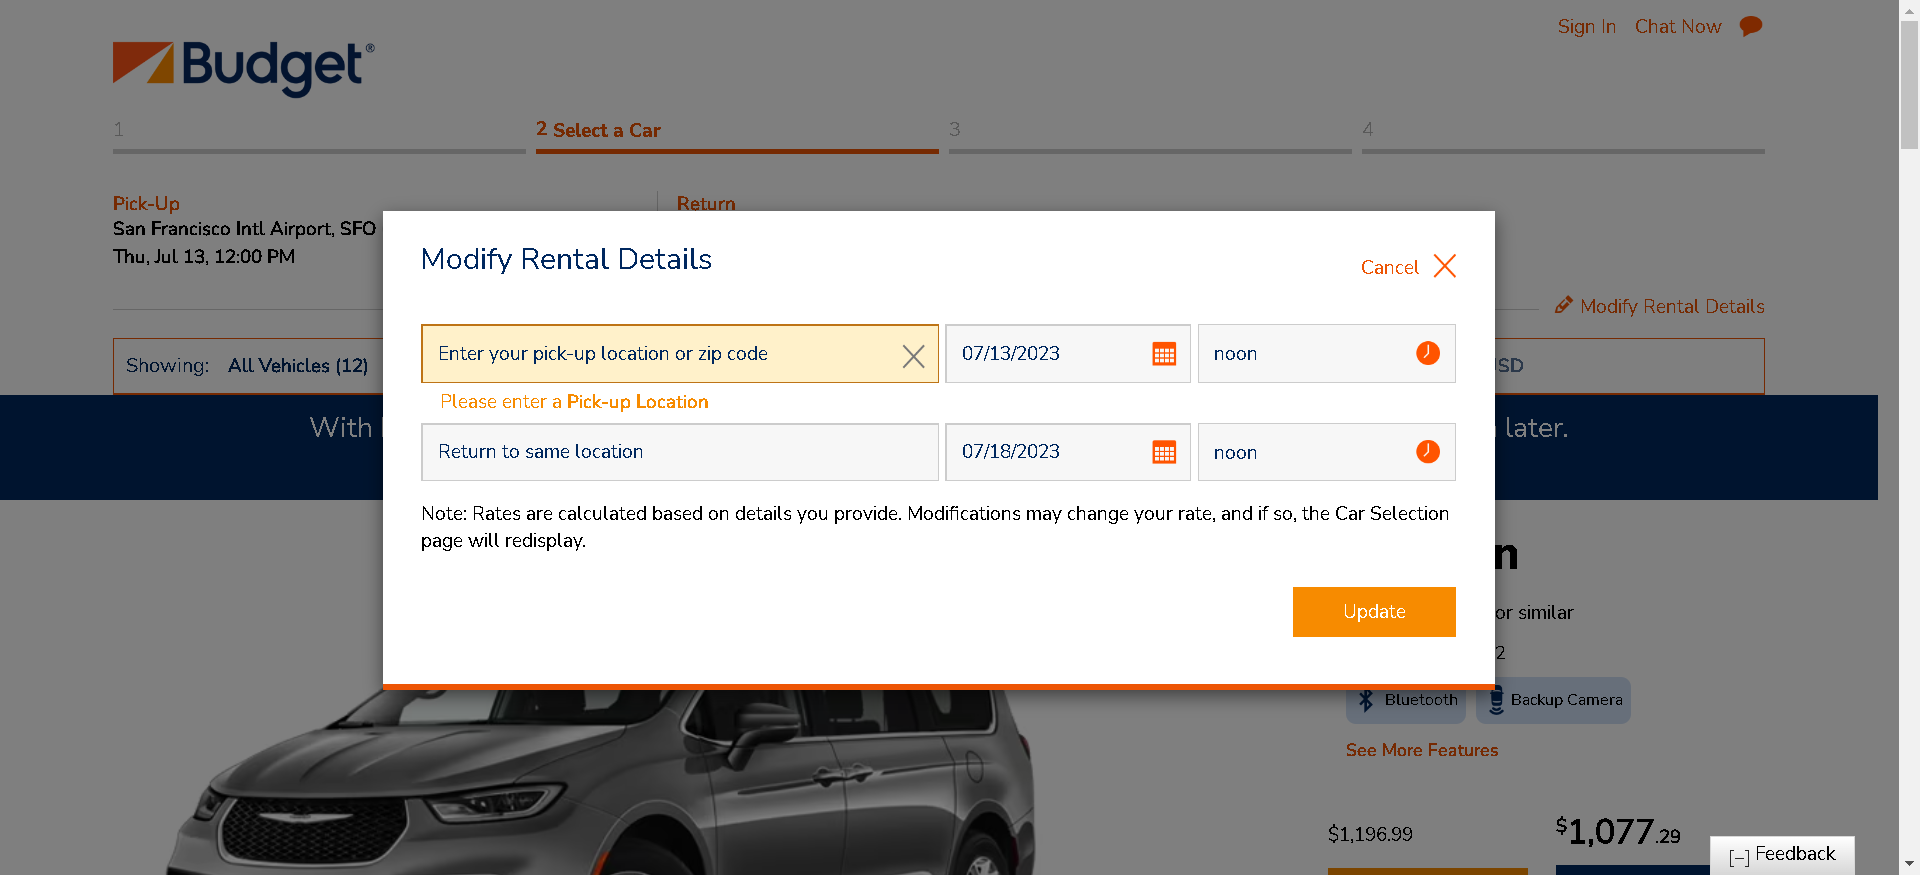 Sign In Chat Now
Budget®
1
2 Select a Car
3
4
Pick-Up
San Francisco Intl Airport, SFO
Thu, Jul 13, 12:00 PM
Return
Modify Rental Details
Showing: All Vehicles (12)
With
later.
Modify Rental Details
Cancel
Enter your pick-up location or zip code
07/13/2023
noon
Please enter a Pick-up Location
Return to same location
07/18/2023
noon
Note: Rates are calculated based on details you provide. Modifications may change your rate, and if so, the Car Selection
page will redisplay.
Update
or similar
2
Bluetooth
Backup Camera
See More Features
$1,196.99
$1,077.29
[–] Feedback